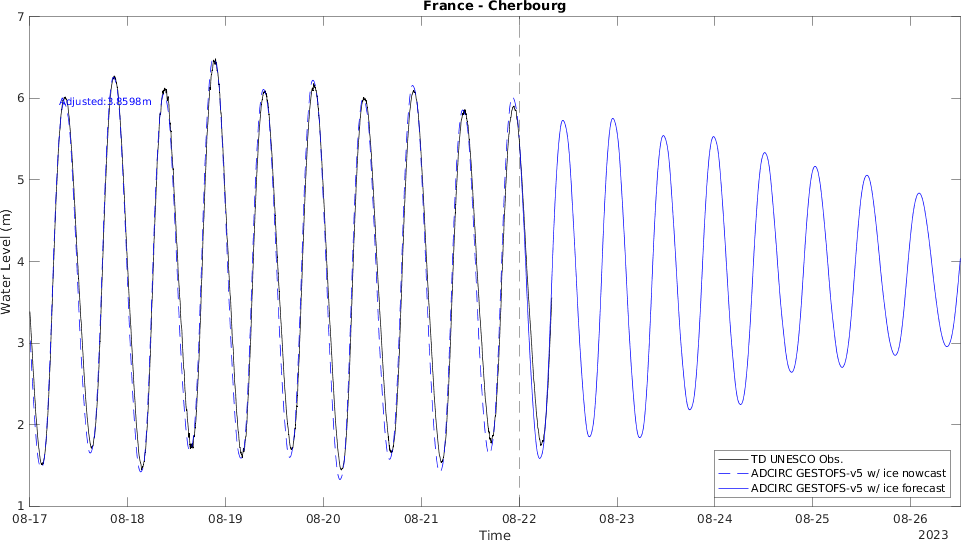 France - Cherbourg
7
6
5
4
3
2
1
Water Level (m)
Adjusted:3.8598m
TD UNESCO Obs.
ADCIRC GESTOFS-v5 w/ ice nowcast
ADCIRC GESTOFS-v5 w/ ice forecast
08-17 08-18 08-19 08-20 08-21 08-22 08-23 08-24 08-25 08-26
Time
2023